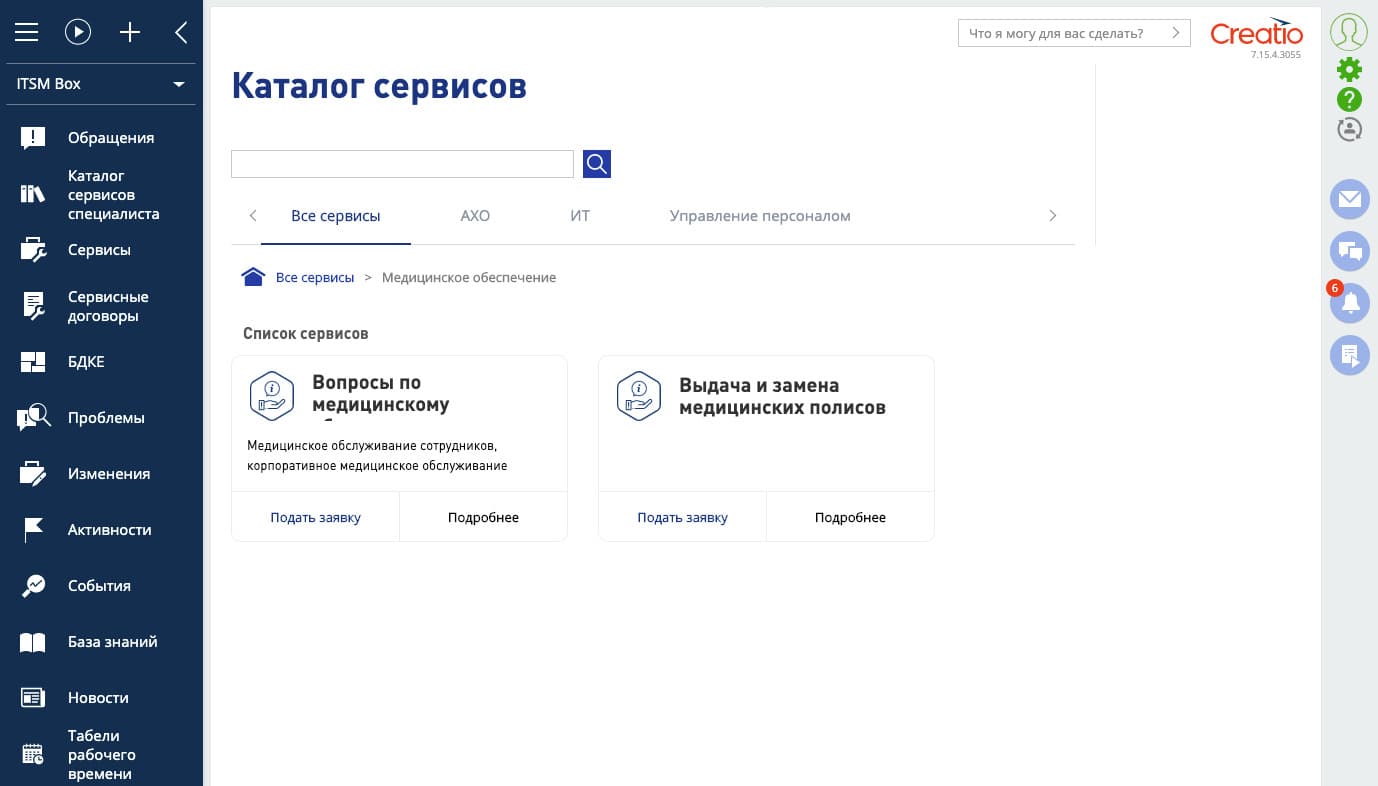 Что я могу для вас сделать?
Creatio
7.15.4.3055
ITSM Box
Обращения
Каталог
сервисов
специалиста
Сервисы
Сервисные
договоры
БДКЕ
Проблемы
Изменения
Активности
События
База знаний
Новости
Табели
рабочего
времени
Каталог сервисов
Все сервисы АХО ИТ Управление персоналом
Все сервисы > Медицинское обеспечение
Список сервисов
Вопросы по
медицинскому
Медицинское обслуживание сотрудников,
корпоративное медицинское обслуживание
Подать заявку Подробнее
Выдача и замена
медицинских полисов
Подать заявку Подробнее
6